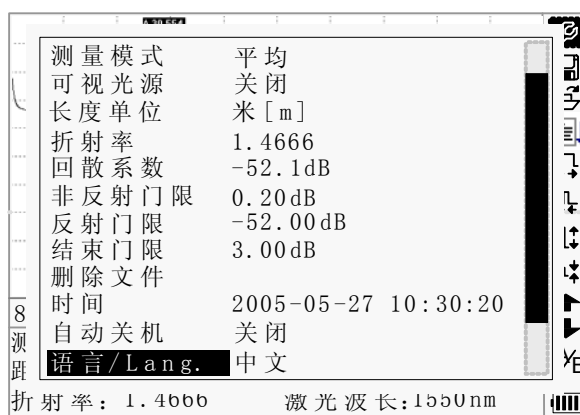 测量模式 平均
可视光源 关闭
长度单位 米[m]
折射率 1.4666
回散系数 -52.1dB
非反射门限 0.20dB
反射门限 -52.00dB
结束门限 3.00dB
删除文件
时间 2005-05-27 10:30:20
自动关机 关闭
语言/Lang. 中文
8
测
距
折射率: 1.4666 激光波长:1550nm